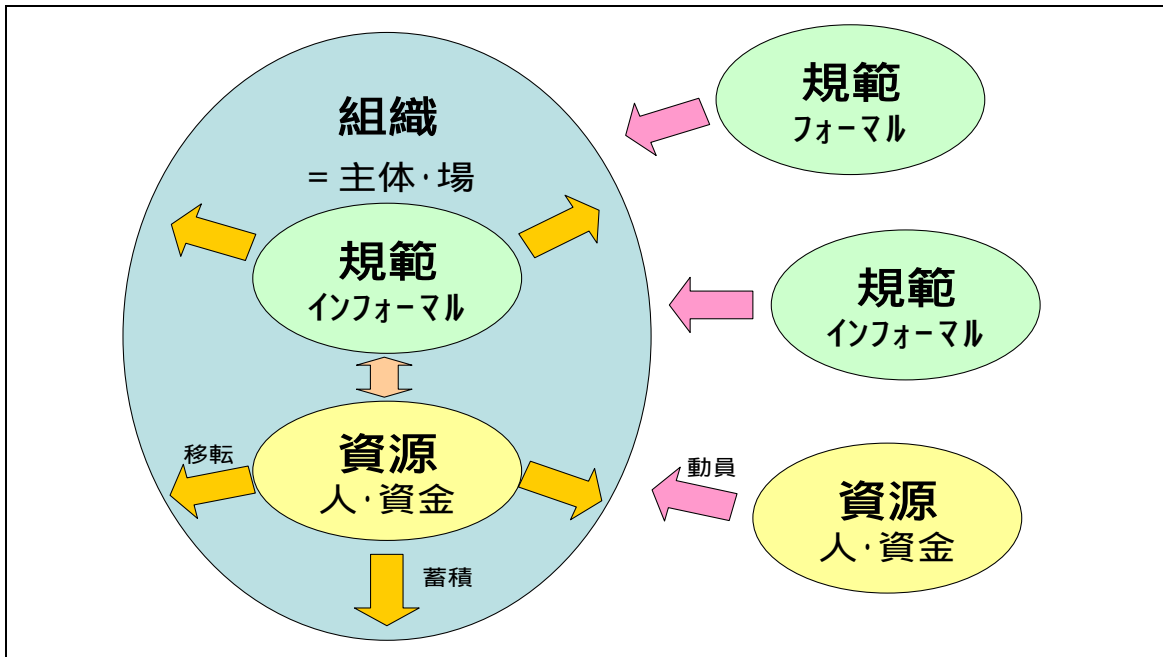 組織
= 主体・場
規範
インフォーマル
移転
資源
人・資金
蓄積
規範
フォーマル
規範
インフォーマル
動員
資源
人・資金